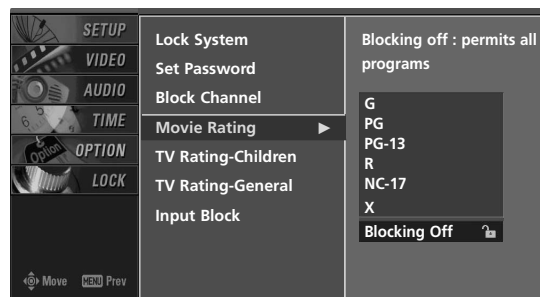 SETUP
VIDEO
AUDIO
TIME
OPTION
LOCK
Move MENU Prev
Lock System
Set Password
Block Channel
Movie Rating ▶
TV Rating-Children
TV Rating-General
Input Block
Blocking off : permits all
programs
G
PG
PG-13
R
NC-17
X
Blocking Off